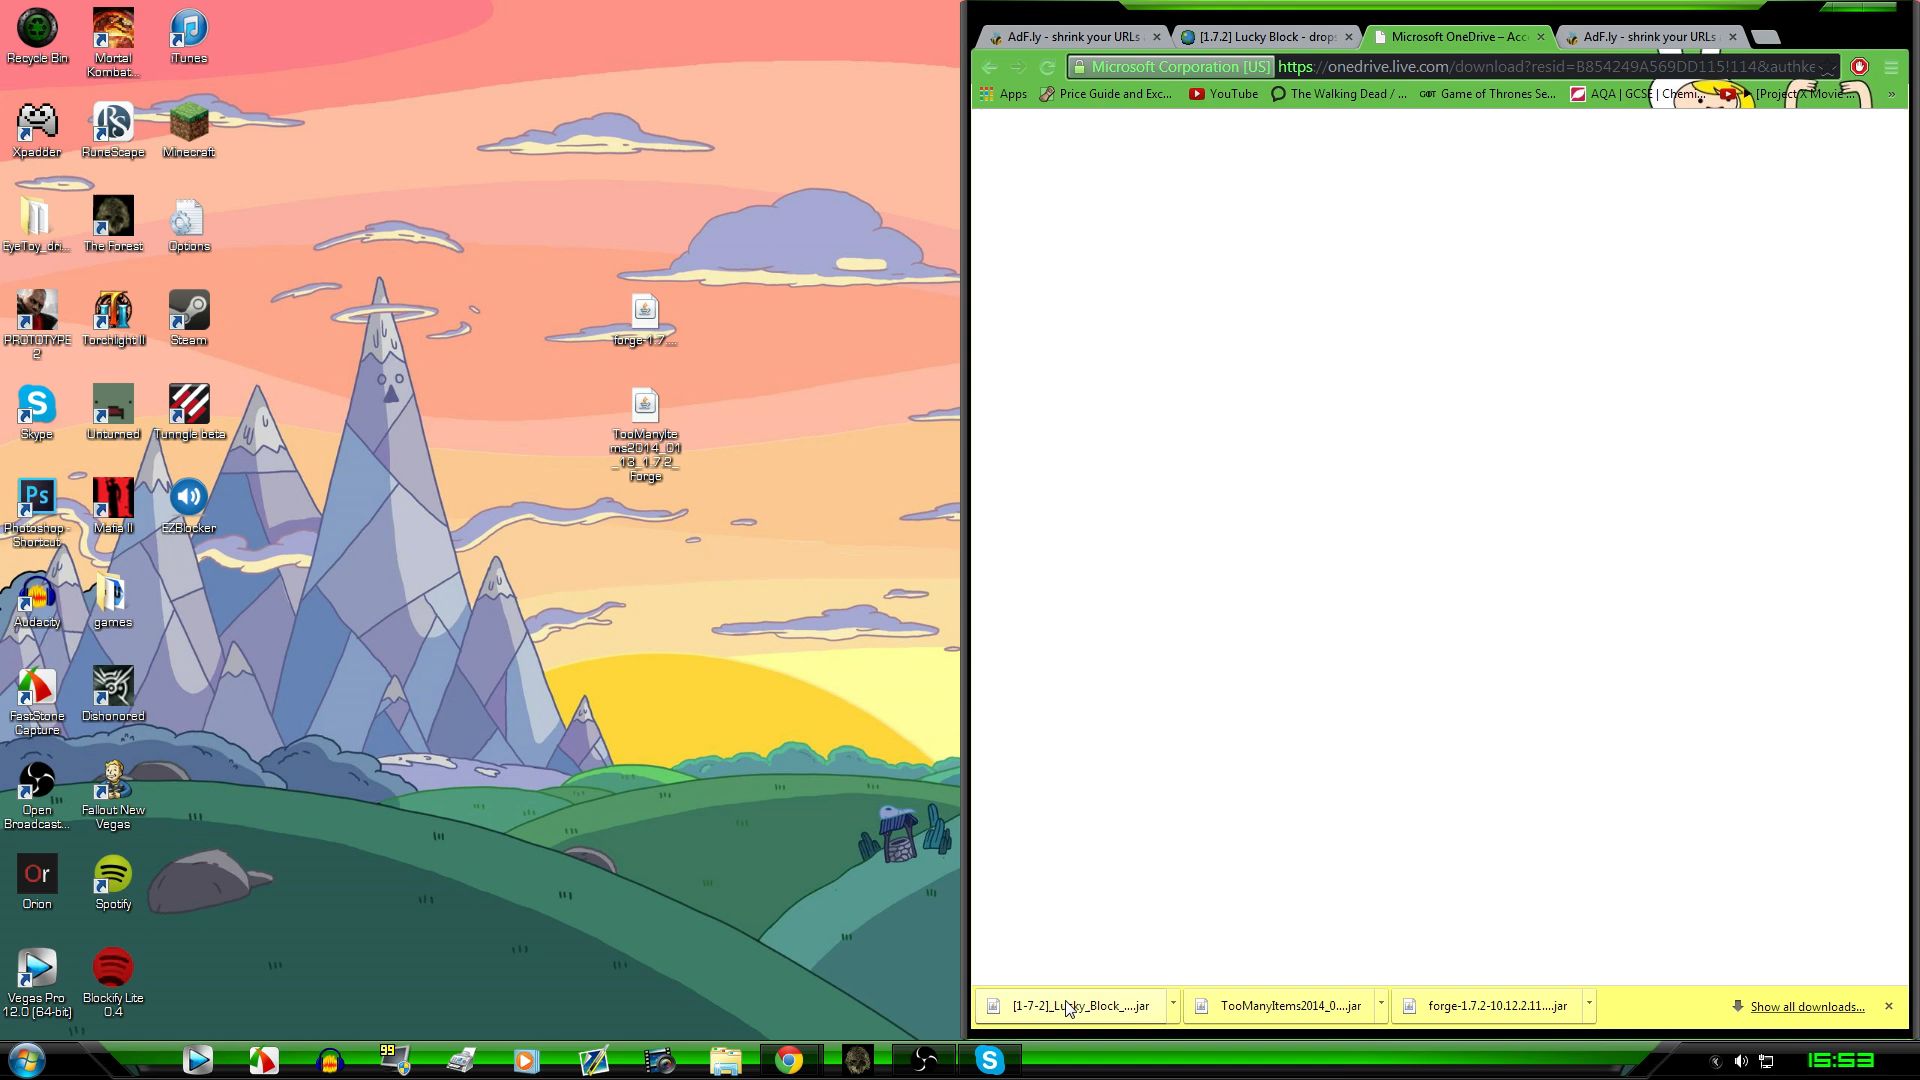 Recycle Bin
Mortal
Kombat...
iTunes
Xpadder
RuneScape
Minecraft
EyeToy_dri...
The Forest
Options
PROTOTYPE
2
Torchlight II
Steam
Skype
Unturned
Tunngle beta
Ps
Photoshop -
Shortcut
Mafia II
EZBlocker
Audacity
games
FastStone
Capture
Dishonored
Open
Broadcast...
Fallout New
Vegas
Or
Orion
Spotify
Vegas Pro
12.0 (64-bit)
Blockify Lite
0.4
forge-1.7....
TooManyIte
ms2014_01
_13_1.7.2_
Forge
AdF.ly - shrink your URLs
[1.7.2] Lucky Block - drops
Microsoft OneDrive – Acc
AdF.ly - shrink your URLs
Microsoft Corporation [US]
https://onedrive.live.com/download?resid=B854249A569DD115!114&authke
Apps
Price Guide and Exc...
YouTube
The Walking Dead / ...
GOT
Game of Thrones Se...
AQA | GCSE | Chemi...
[Project X Movie ...
»
[1-7-2]_Lucky_Block_....jar
TooManyItems2014_0....jar
forge-1.7.2-10.12.2.11....jar
Show all downloads...
99
15:53